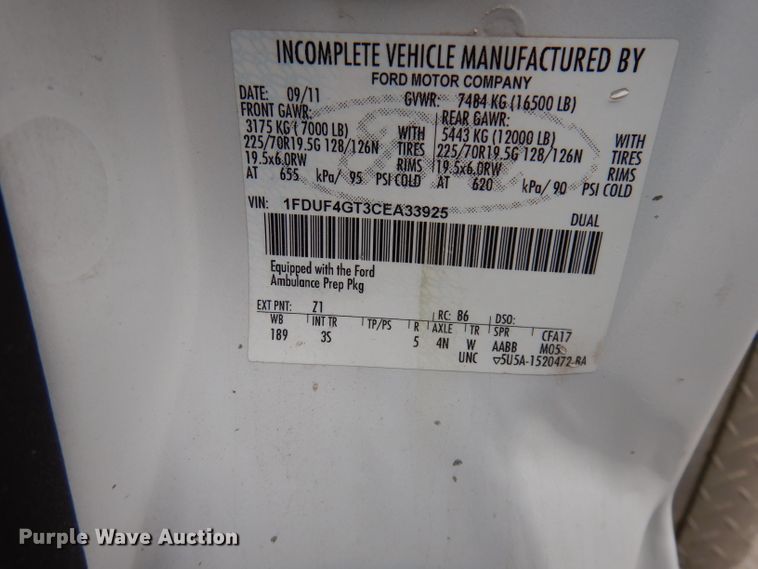 INCOMPLETE VEHICLE MANUFACTURED BY
FORD MOTOR COMPANY
DATE: 09/11 GVWR: 7484 KG (16500 LB)
FRONT GAWR: REAR GAWR:
3175 KG ( 7000 LB) WITH 5443 KG (12000 LB) WITH
225/70R19.5G 128/126N TIRES 225/70R19.5G 128/126N TIRES
19.5x6.0RW RIMS 19.5x6.0RW RIMS
AT 655 kPa/ 95 PSI COLD AT 620 kPa/ 90 PSI COLD
VIN: 1FDUF4GT3CEA33925 DUAL
Equipped with the Ford
Ambulance Prep Pkg
EXT PNT: Z1 RC: 86 DSO:
WB INT TR TP/PS R AXLE TR SPR CFA17
189 3S 5 4N W AABB M05
UNC 5U5A-1520472-BA
Purple Wave Auction